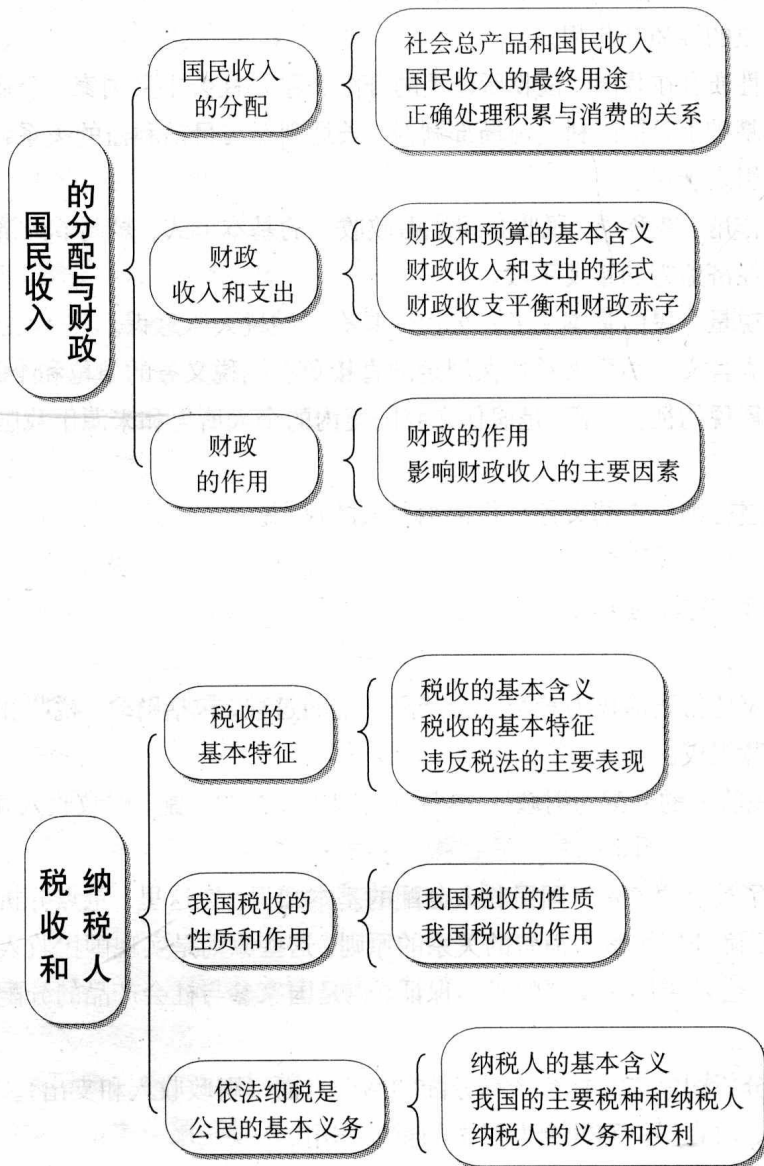 国民收入
的分配与财政
国民收入
的分配
社会总产品和国民收入
国民收入的最终用途
正确处理积累与消费的关系
财政
收入和支出
财政和预算的基本含义
财政收入和支出的形式
财政收支平衡和财政赤字
财政
的作用
财政的作用
影响财政收入的主要因素
税收和
纳税人
税收的
基本特征
税收的基本含义
税收的基本特征
违反税法的主要表现
我国税收的
性质和作用
我国税收的性质
我国税收的作用
依法纳税是
公民的基本义务
纳税人的基本含义
我国的主要税种和纳税人
纳税人的义务和权利